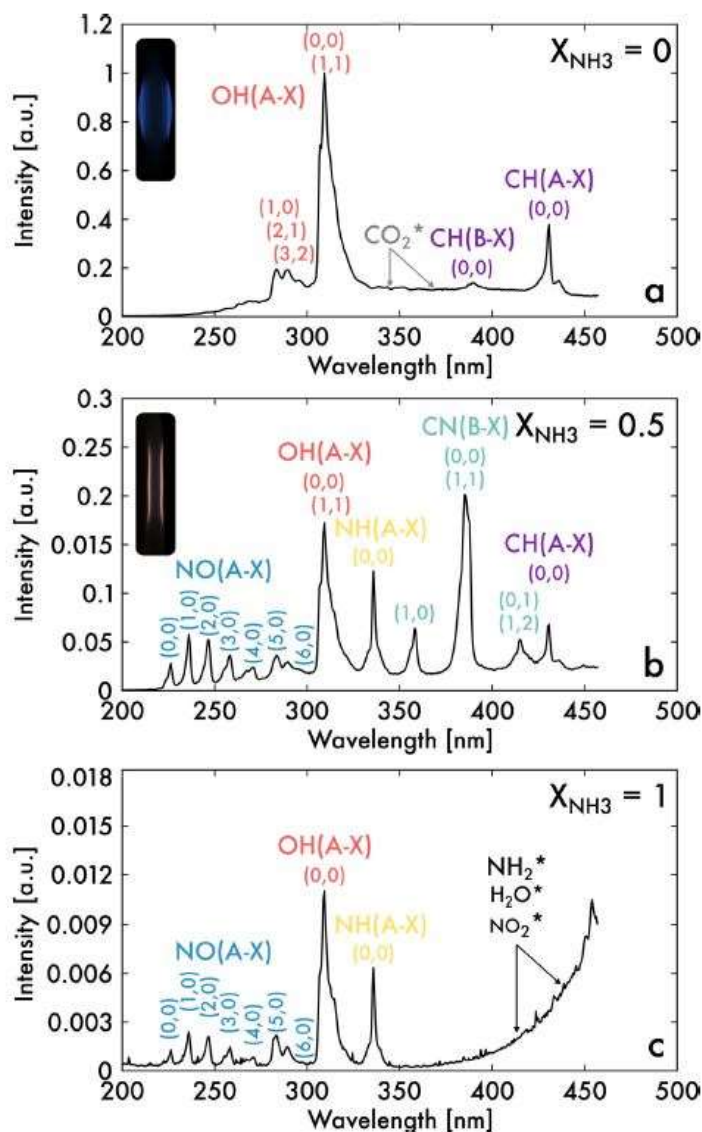 1.2
1
0.8
0.6
0.4
0.2
0
Intensity [a.u.]
(0,0)
(1,1)
X_NH3 = 0
OH(A-X)
CH(A-X)
(0,0)
(1,0)
(2,1)
(3,2)
CO2*
CH(B-X)
(0,0)
a
200 250 300 350 400 450 500
Wavelength [nm]
0.3
0.25
0.2
0.15
0.1
0.05
0
Intensity [a.u.]
CN(B-X)
X_NH3 = 0.5
OH(A-X)
(0,0)
(1,1)
(0,0)
(1,1)
NH(A-X)
(0,0)
CH(A-X)
(0,0)
NO(A-X)
(0,0)
(1,0)
(2,0)
(3,0)
(4,0)
(5,0)
(6,0)
(1,0)
(0,1)
(1,2)
b
200 250 300 350 400 450 500
Wavelength [nm]
0.018
0.015
0.012
0.009
0.006
0.003
0
Intensity [a.u.]
X_NH3 = 1
OH(A-X)
(0,0)
NH2*
H2O*
NO2*
NH(A-X)
(0,0)
NO(A-X)
(0,0)
(1,0)
(2,0)
(3,0)
(4,0)
(5,0)
(6,0)
c
200 250 300 350 400 450 500
Wavelength [nm]